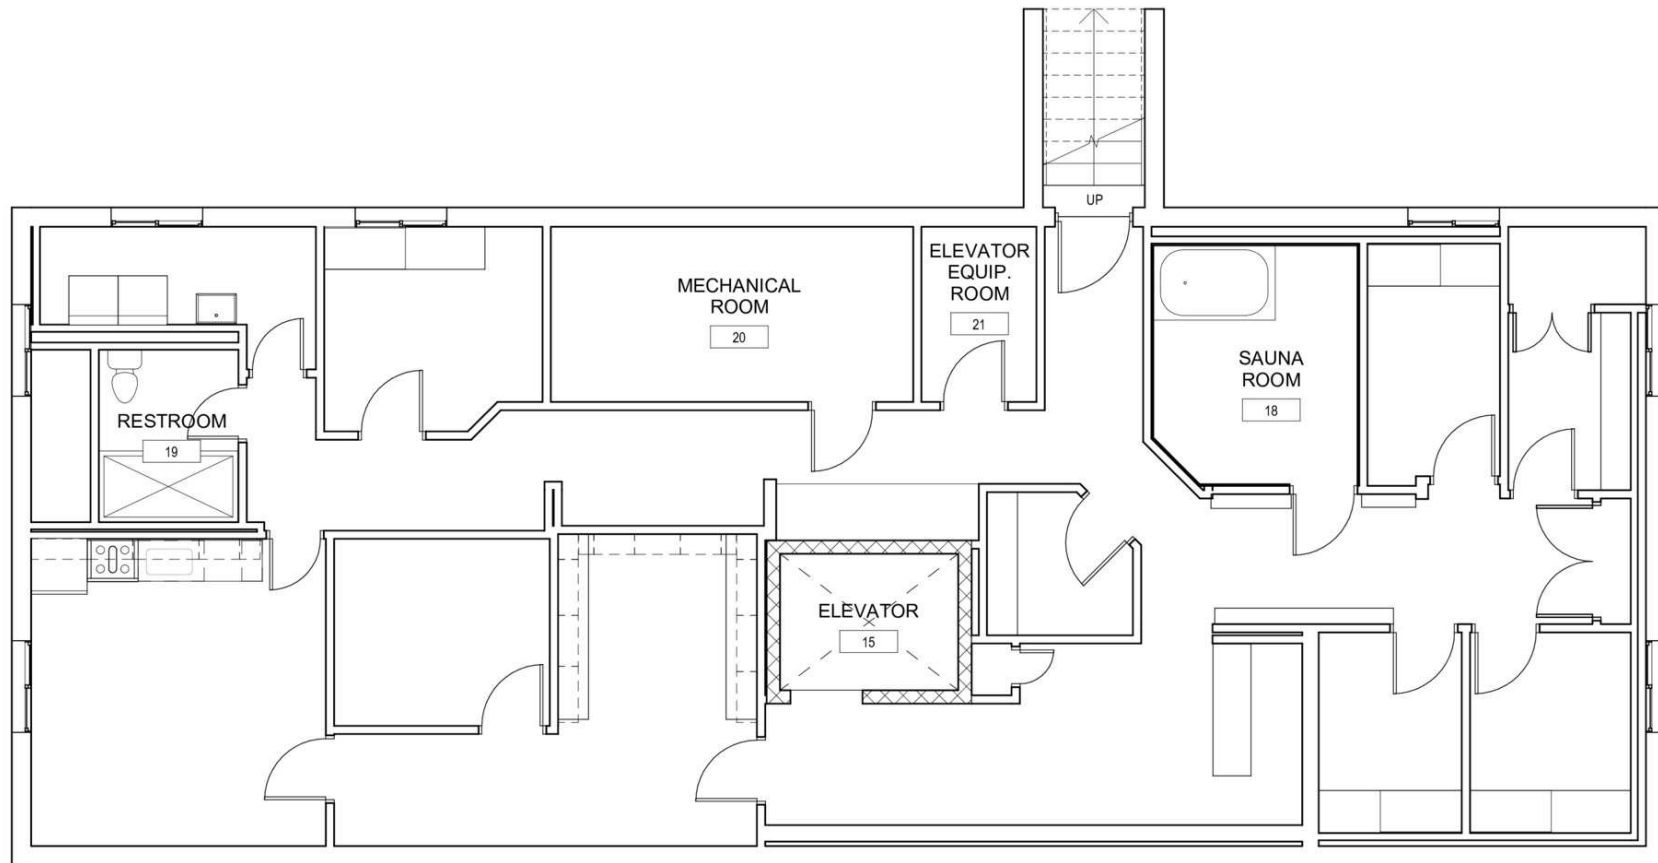 UP
ELEVATOR
EQUIP.
ROOM
21
MECHANICAL
ROOM
20
SAUNA
ROOM
18
RESTROOM
19
ELEVATOR
15